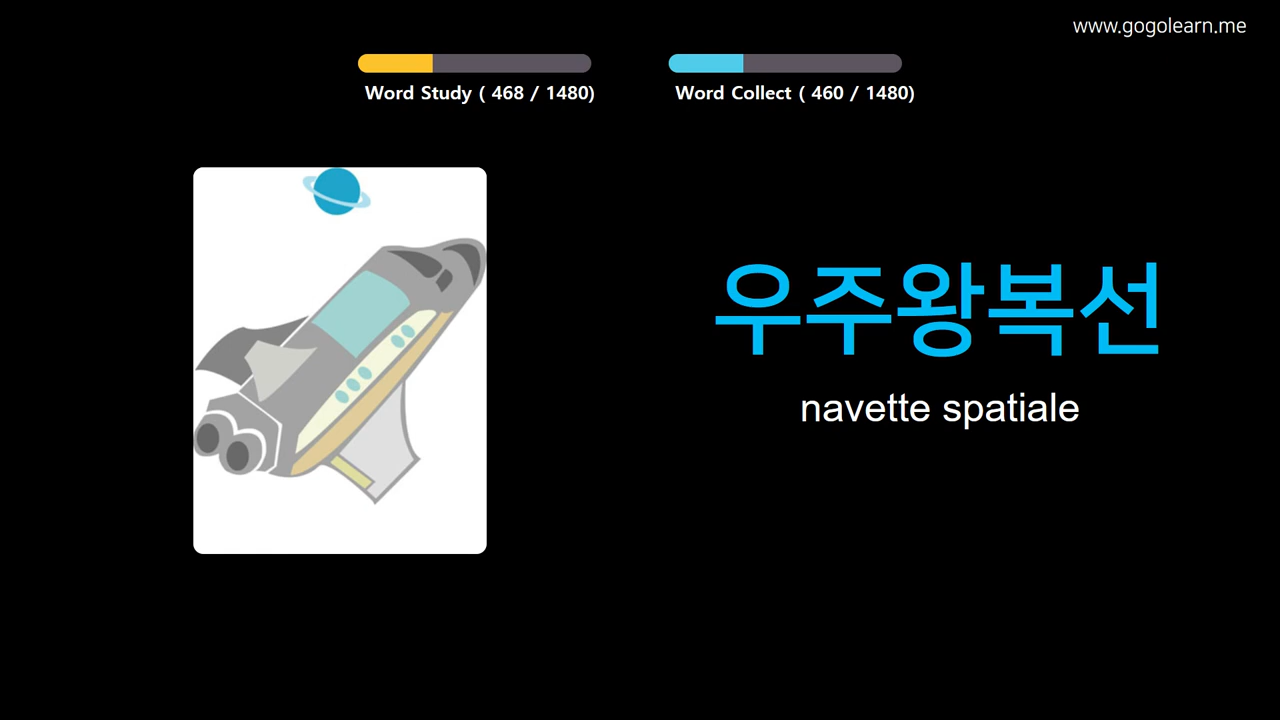 www.gogolearn.me
Word Study ( 468 / 1480)
Word Collect ( 460 / 1480)
우주왕복선
navette spatiale